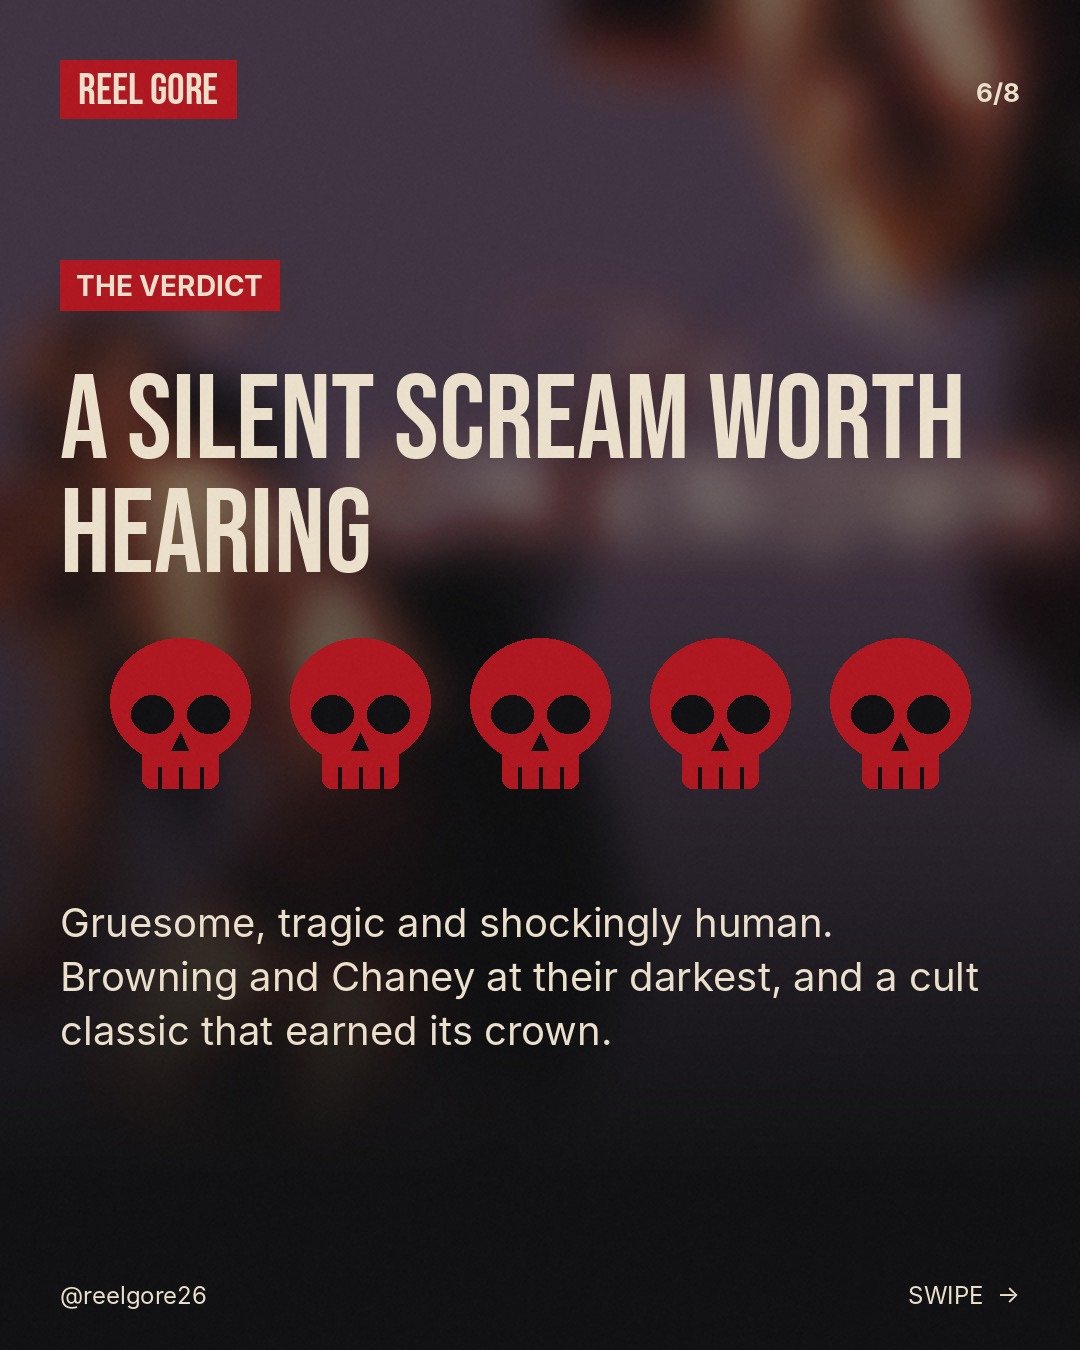 REEL GORE
6/8
THE VERDICT
A SILENT SCREAM WORTH
HEARING
Gruesome, tragic and shockingly human.
Browning and Chaney at their darkest, and a cult
classic that earned its crown.
@reelgore26
SWIPE →